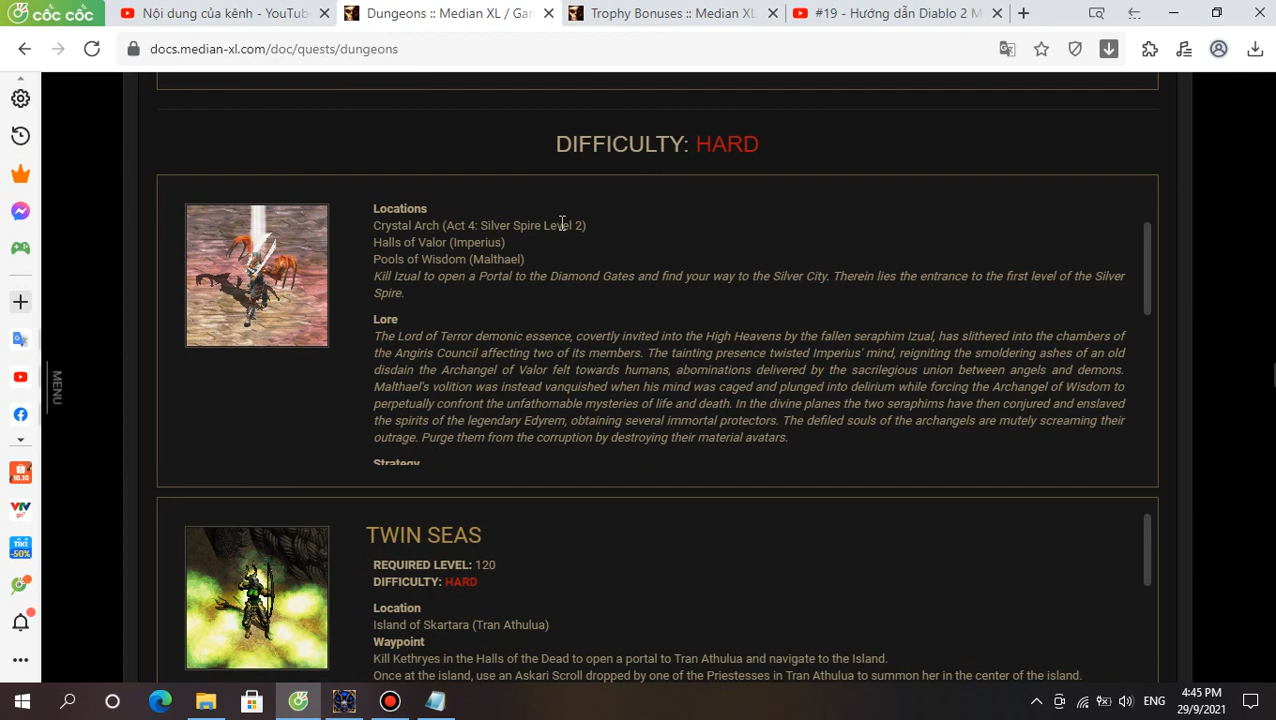 cốc cốc
Nội dung của kênh - YouTub
Dungeons :: Median XL / Gar
Trophy Bonuses :: Medi
#19 - Hướng dẫn Diablo 2 M
docs.median-xl.com/doc/quests/dungeons
DIFFICULTY: HARD
Locations
Crystal Arch (Act 4: Silver Spire Level 2)
Halls of Valor (Imperius)
Pools of Wisdom (Malthael)
Kill Izual to open a Portal to the Diamond Gates and find your way to the Silver City. Therein lies the entrance to the first level of the Silver
Spire.
Lore
The Lord of Terror demonic essence, covertly invited into the High Heavens by the fallen seraphim Izual, has slithered into the chambers of
the Angiris Council affecting two of its members. The tainting presence twisted Imperius' mind, reigniting the smoldering ashes of an old
disdain the Archangel of Valor felt towards humans, abominations delivered by the sacrilegious union between angels and demons.
Malthael's volition was instead vanquished when his mind was caged and plunged into delirium while forcing the Archangel of Wisdom to
perpetually confront the unfathomable mysteries of life and death. In the divine planes the two seraphims have then conjured and enslaved
the spirits of the legendary Edyrem, obtaining several immortal protectors. The defiled souls of the archangels are mutely screaming their
outrage. Purge them from the corruption by destroying their material avatars.
Strategy
MENU
TWIN SEAS
REQUIRED LEVEL: 120
DIFFICULTY: HARD
Location
Island of Skartara (Tran Athulua)
Waypoint
Kill Kethryes in the Halls of the Dead to open a portal to Tran Athulua and navigate to the Island.
Once at the island, use an Askari Scroll dropped by one of the Priestesses in Tran Athulua to summon her in the center of the island.
10.10
VTV
go
TIKI
-50%
ENG
4:45 PM
29/9/2021